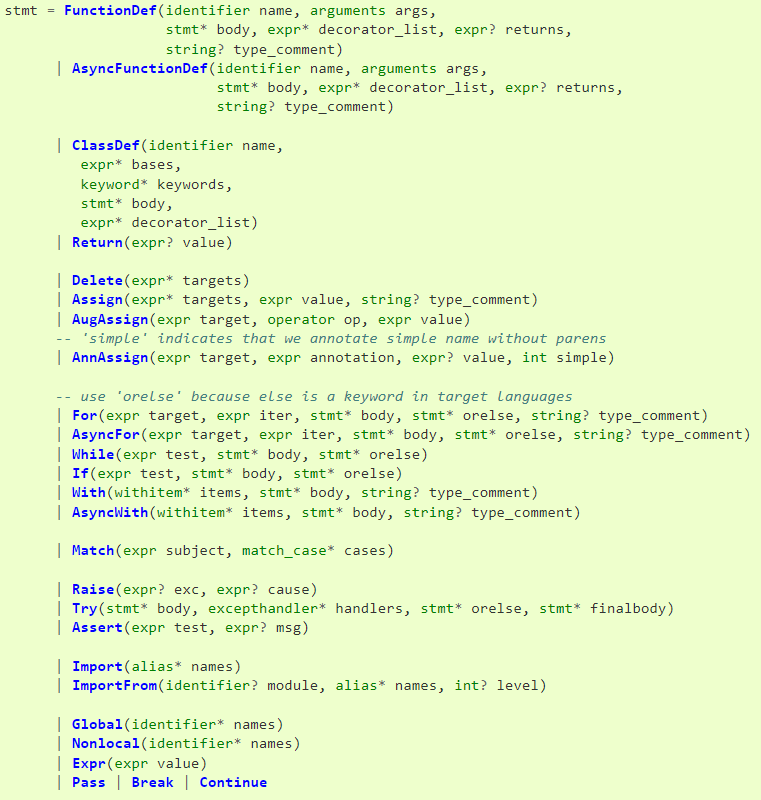 stmt = FunctionDef(identifier name, arguments args,
stmt* body, expr* decorator_list, expr? returns,
string? type_comment)
| AsyncFunctionDef(identifier name, arguments args,
stmt* body, expr* decorator_list, expr? returns,
string? type_comment)
| ClassDef(identifier name,
expr* bases,
keyword* keywords,
stmt* body,
expr* decorator_list)
| Return(expr? value)
| Delete(expr* targets)
| Assign(expr* targets, expr value, string? type_comment)
| AugAssign(expr target, operator op, expr value)
-- 'simple' indicates that we annotate simple name without parens
| AnnAssign(expr target, expr annotation, expr? value, int simple)
-- use 'orelse' because else is a keyword in target languages
| For(expr target, expr iter, stmt* body, stmt* orelse, string? type_comment)
| AsyncFor(expr target, expr iter, stmt* body, stmt* orelse, string? type_comment)
| While(expr test, stmt* body, stmt* orelse)
| If(expr test, stmt* body, stmt* orelse)
| With(withitem* items, stmt* body, string? type_comment)
| AsyncWith(withitem* items, stmt* body, string? type_comment)
| Match(expr subject, match_case* cases)
| Raise(expr? exc, expr? cause)
| Try(stmt* body, excepthandler* handlers, stmt* orelse, stmt* finalbody)
| Assert(expr test, expr? msg)
| Import(alias* names)
| ImportFrom(identifier? module, alias* names, int? level)
| Global(identifier* names)
| Nonlocal(identifier* names)
| Expr(expr value)
| Pass | Break | Continue